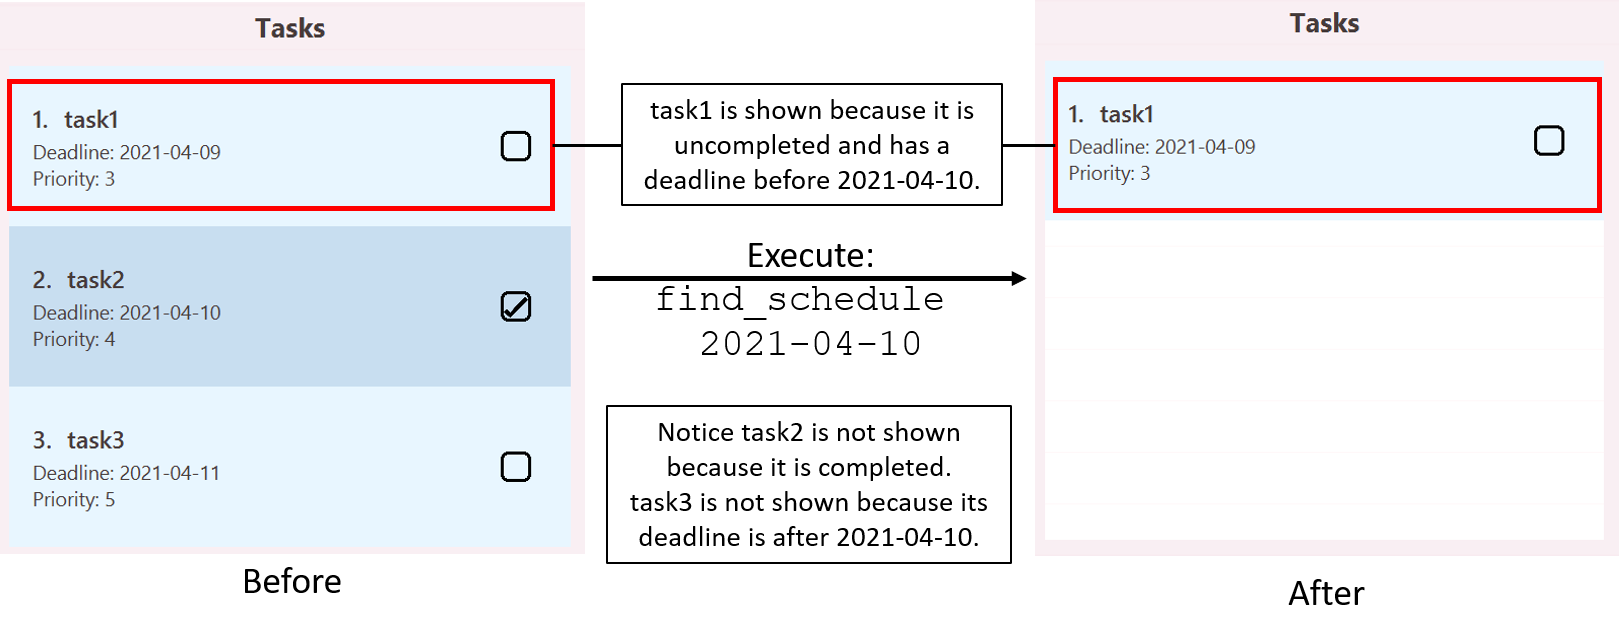 Tasks
1. task1
Deadline: 2021-04-09
Priority: 3
2. task2
Deadline: 2021-04-10
Priority: 4
3. task3
Deadline: 2021-04-11
Priority: 5
Before
task1 is shown because it is
uncompleted and has a
deadline before 2021-04-10.
Execute:
find_schedule
2021-04-10
Notice task2 is not shown
because it is completed.
task3 is not shown because its
deadline is after 2021-04-10.
Tasks
1. task1
Deadline: 2021-04-09
Priority: 3
After